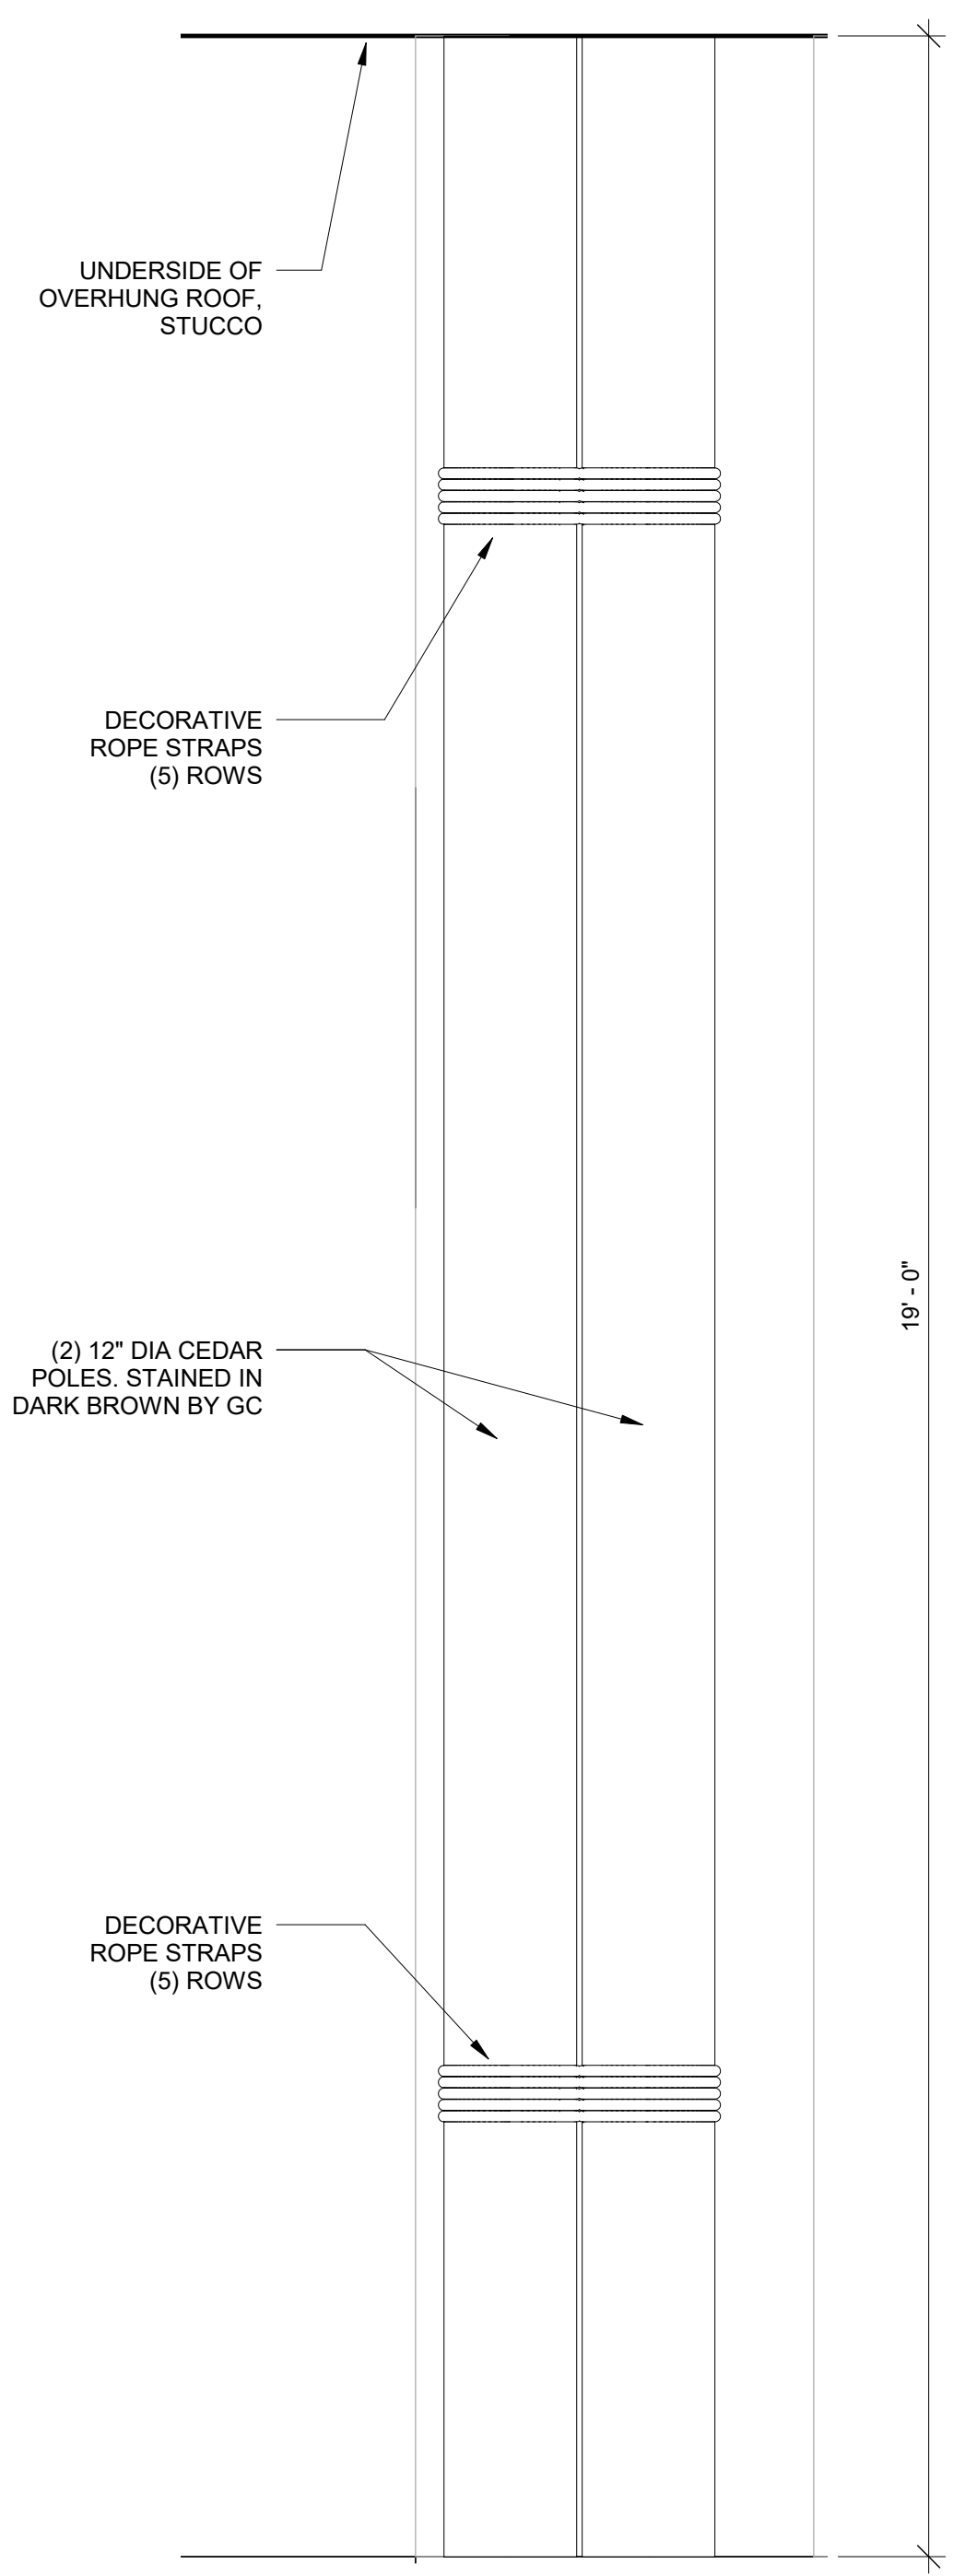 UNDERSIDE OF
OVERHUNG ROOF,
STUCCO
DECORATIVE
ROPE STRAPS
(5) ROWS
19' - 0"
(2) 12" DIA CEDAR
POLES. STAINED IN
DARK BROWN BY GC
DECORATIVE
ROPE STRAPS
(5) ROWS